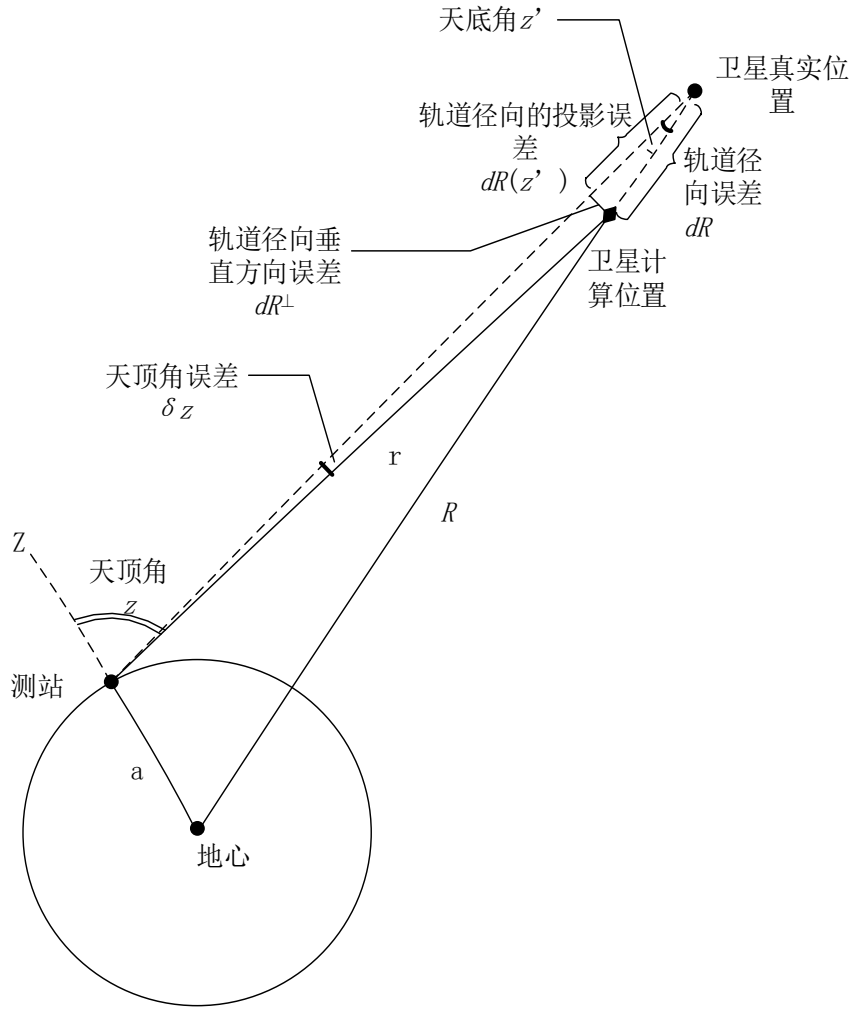 天底角z’
卫星真实位
置
轨道径向的投影误
差
dR(z’)
轨道径
向误差
dR
轨道径向垂
直方向误差
dR⊥
卫星计
算位置
天顶角误差
δz
r
R
Z
天顶角
z
测站
a
地心